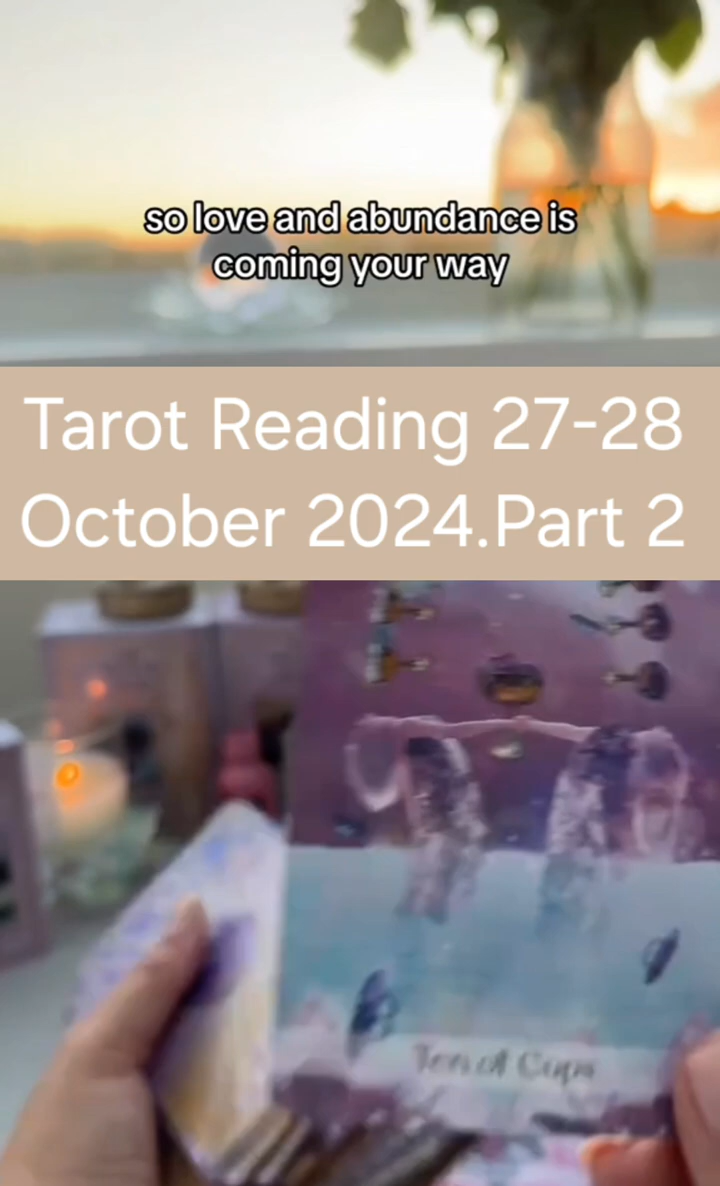 so love and abundance is
coming your way
Tarot Reading 27-28
October 2024.Part 2
Ten of Cups